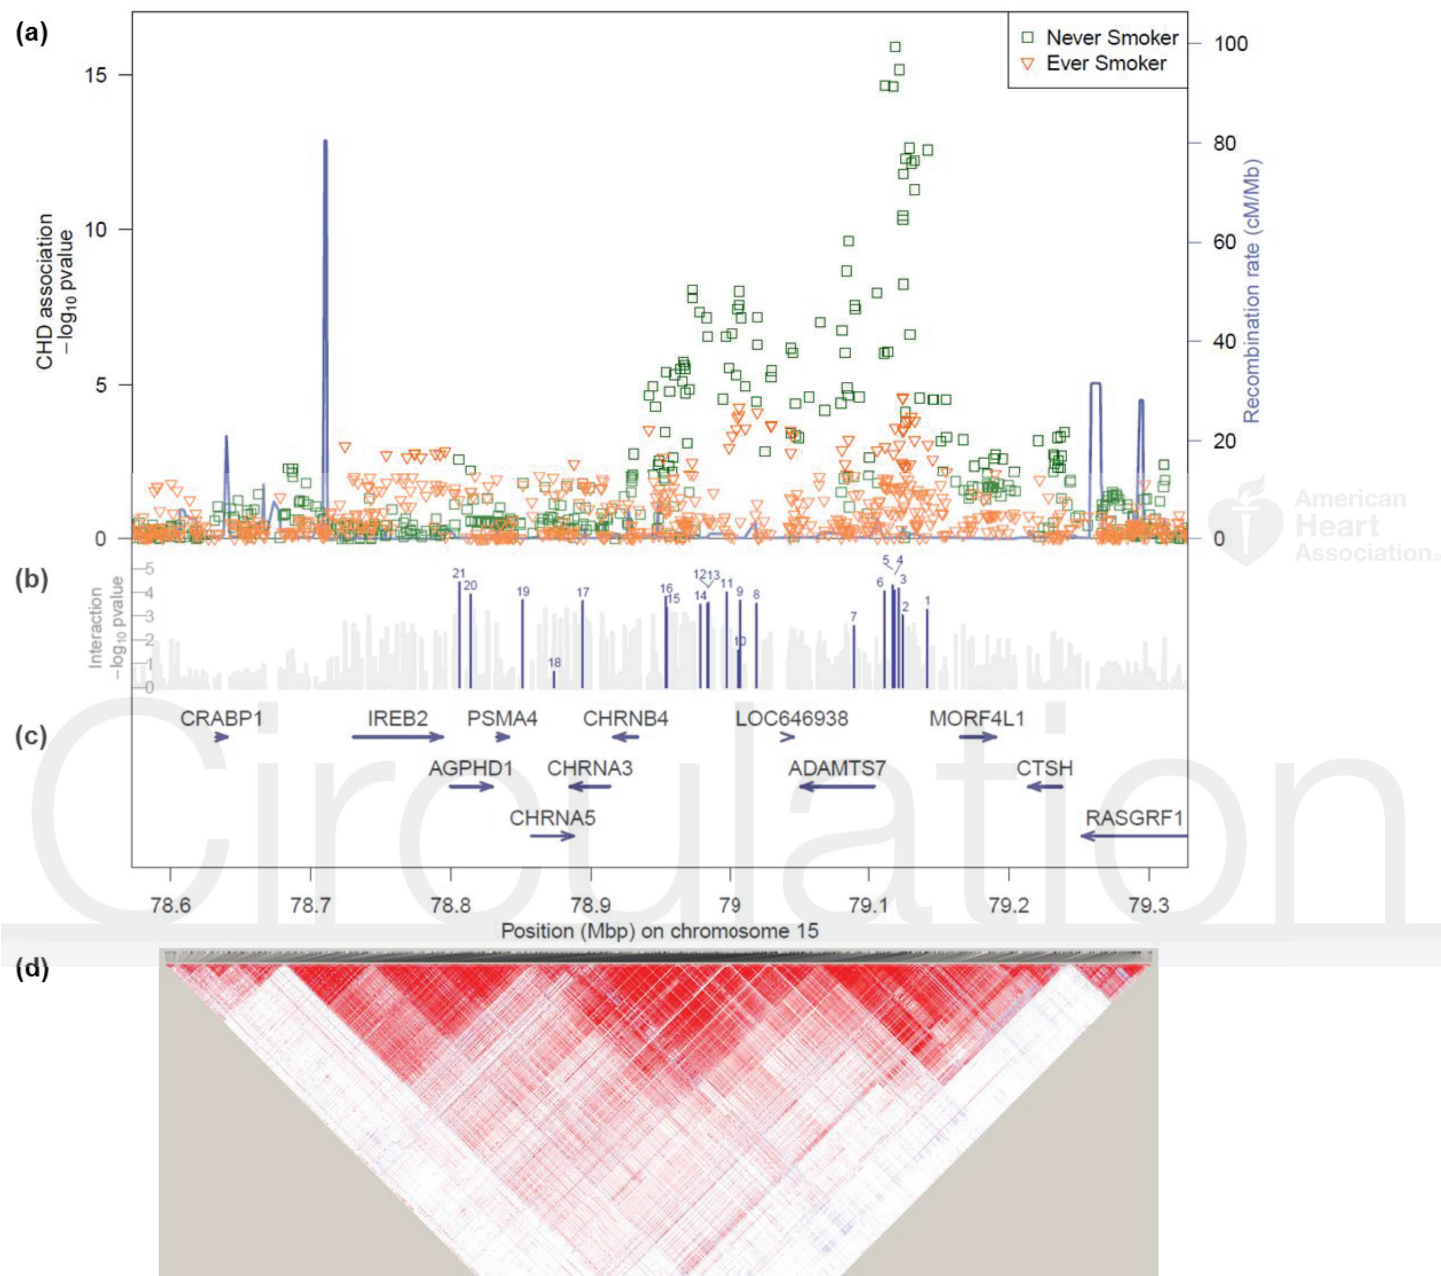 (a)
Never Smoker
Ever Smoker
15
10
5
0
CHD association
−log10 pvalue
100
80
60
40
20
0
Recombination rate (cM/Mb)
American
Heart
Association®
(b)
5
4
3
2
1
0
Interaction
−log10 pvalue
21
20
19
18
17
16
15
14
12
13
11
10
9
8
7
6
5
4
3
2
1
(c)
CRABP1
IREB2
PSMA4
CHRNB4
LOC646938
MORF4L1
AGPHD1
CHRNA3
ADAMTS7
CTSH
CHRNA5
RASGRF1
Circulation
78.6
78.7
78.8
78.9
79
79.1
79.2
79.3
Position (Mbp) on chromosome 15
(d)